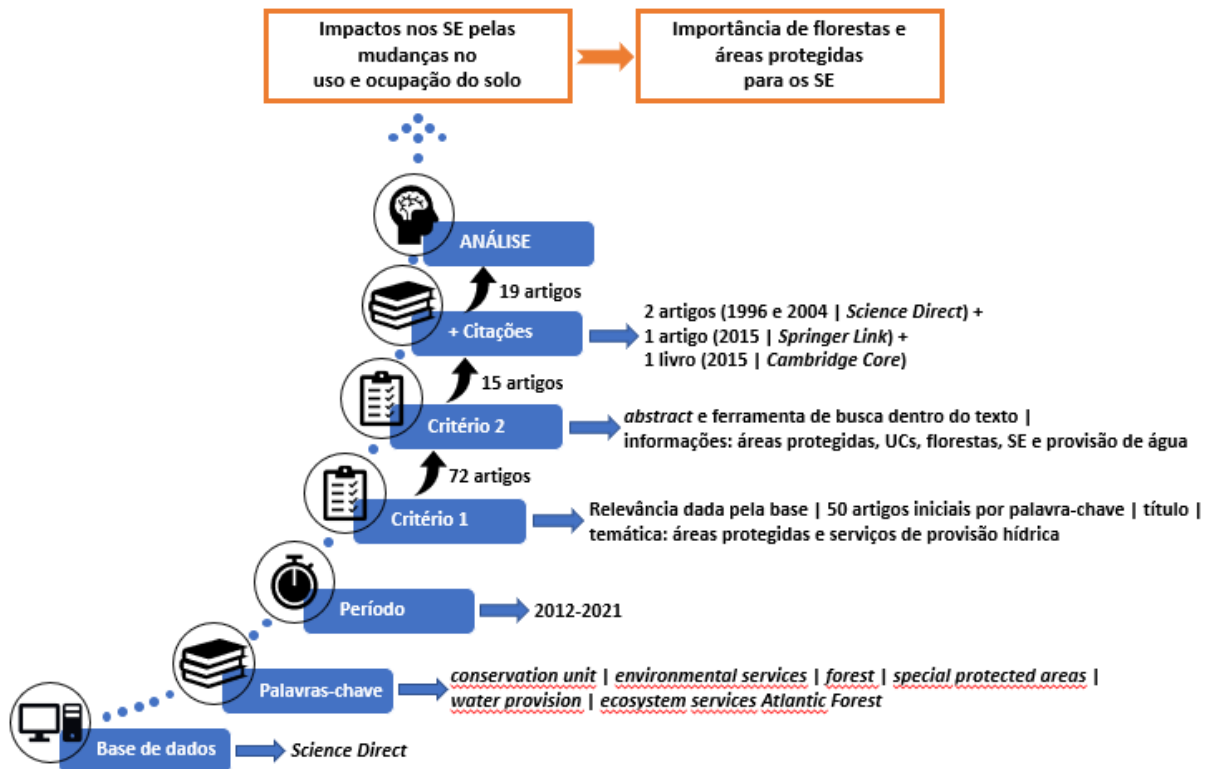 Impactos nos SE pelas
mudanças no
uso e ocupação do solo
Importância de florestas e
áreas protegidas
para os SE
ANÁLISE
19 artigos
+ Citações
2 artigos (1996 e 2004 | Science Direct) +
1 artigo (2015 | Springer Link) +
1 livro (2015 | Cambridge Core)
15 artigos
Critério 2
abstract e ferramenta de busca dentro do texto |
informações: áreas protegidas, UCs, florestas, SE e provisão de água
72 artigos
Critério 1
Relevância dada pela base | 50 artigos iniciais por palavra-chave | título |
temática: áreas protegidas e serviços de provisão hídrica
Período
2012-2021
Palavras-chave
conservation unit | environmental services | forest | special protected areas |
water provision | ecosystem services Atlantic Forest
Base de dados
Science Direct